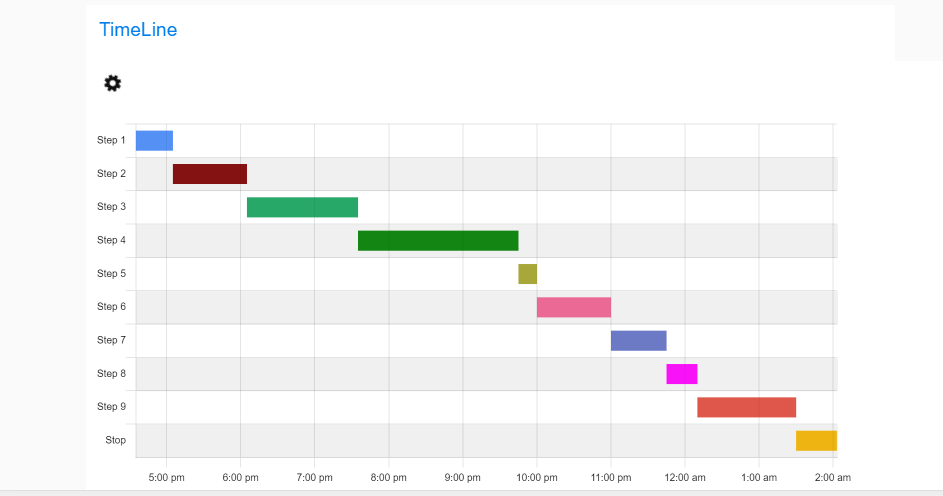 TimeLine
Step 1
Step 2
Step 3
Step 4
Step 5
Step 6
Step 7
Step 8
Step 9
Stop
5:00 pm 6:00 pm 7:00 pm 8:00 pm 9:00 pm 10:00 pm 11:00 pm 12:00 am 1:00 am 2:00 am